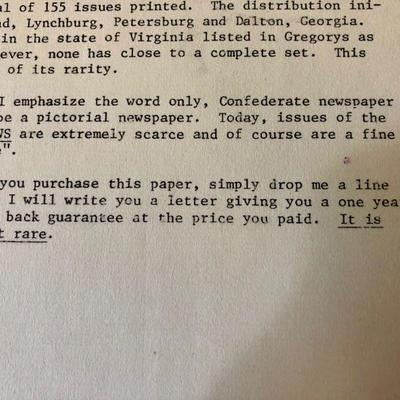 al of 155 issues printed. The distribution ini-
nd, Lynchburg, Petersburg and Dalton, Georgia.
in the state of Virginia listed in Gregorys as
ever, none has close to a complete set. This
of its rarity.
I emphasize the word only, Confederate newspaper
be a pictorial newspaper. Today, issues of the
WS are extremely scarce and of course are a fine
".
you purchase this paper, simply drop me a line
I will write you a letter giving you a one yea
back guarantee at the price you paid. It is
t rare.